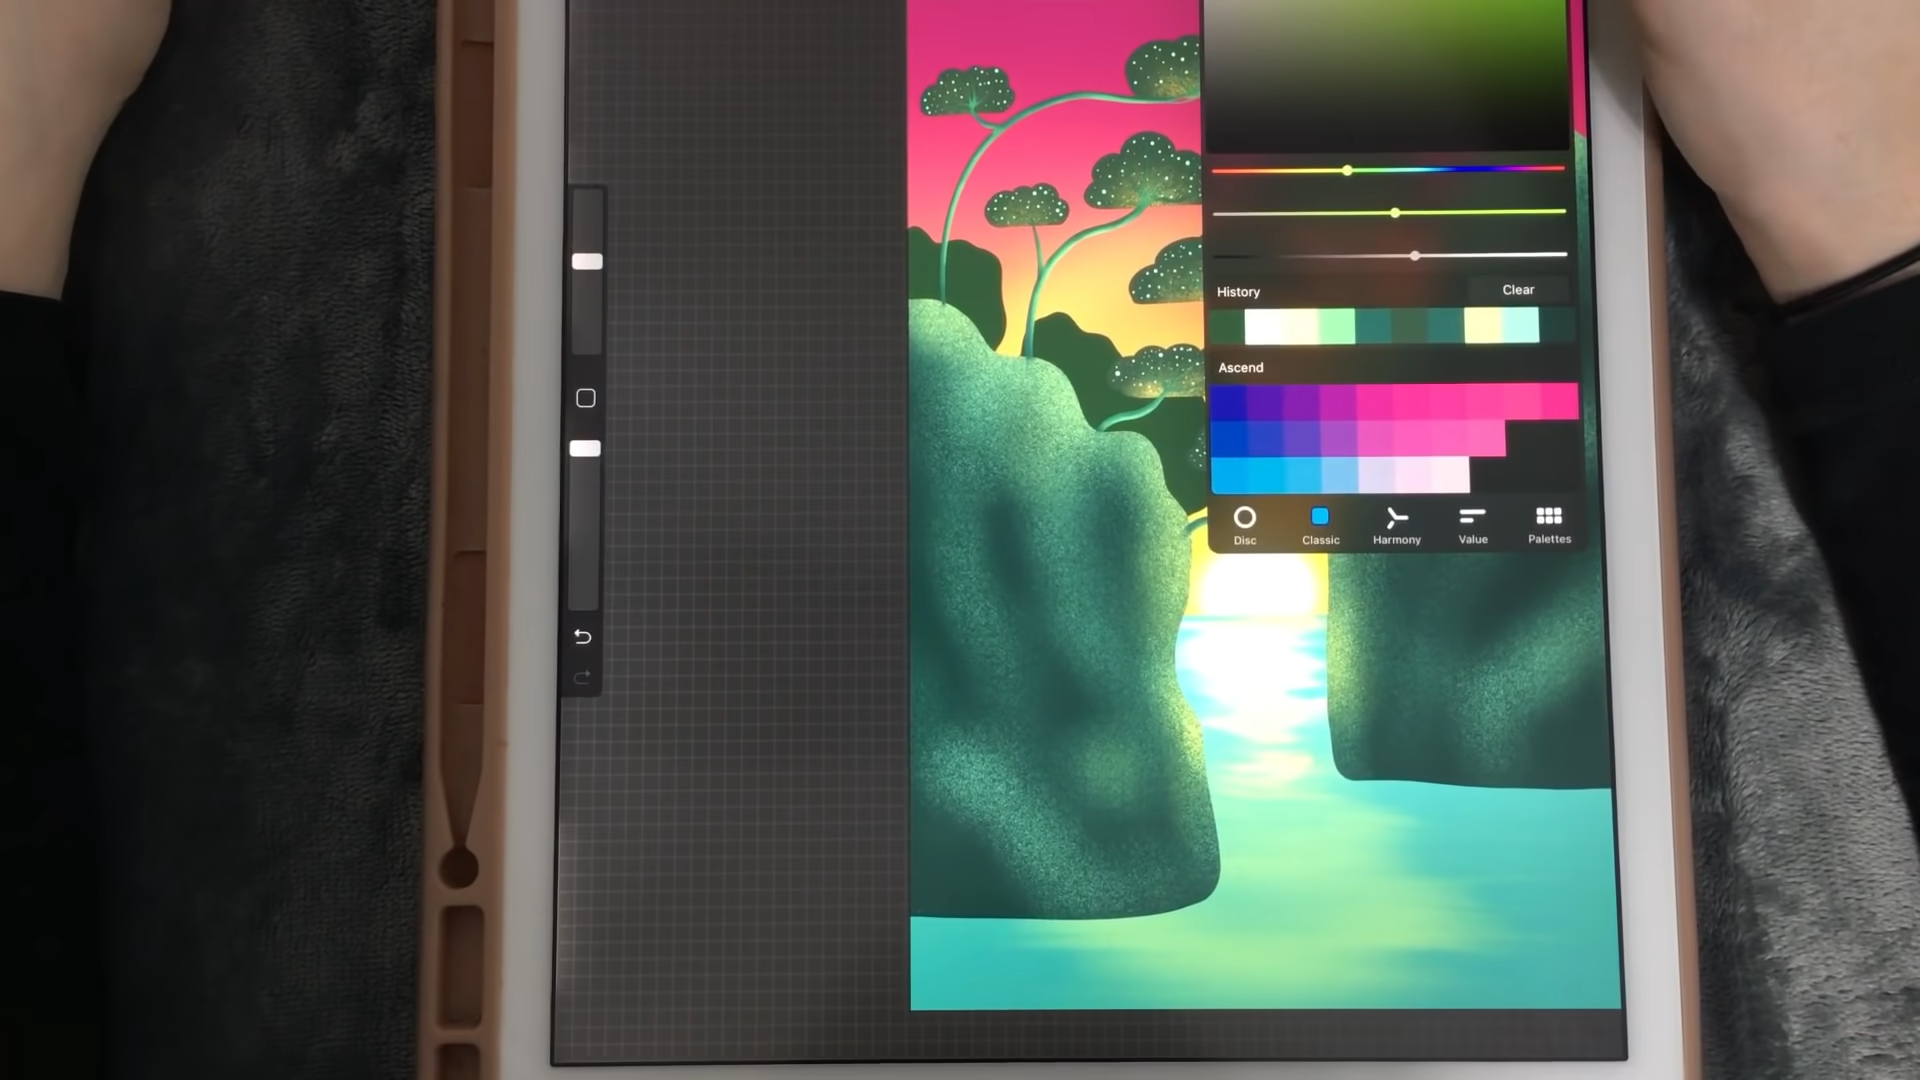 History
Clear
Ascend
Disc
Classic
Harmony
Value
Palettes